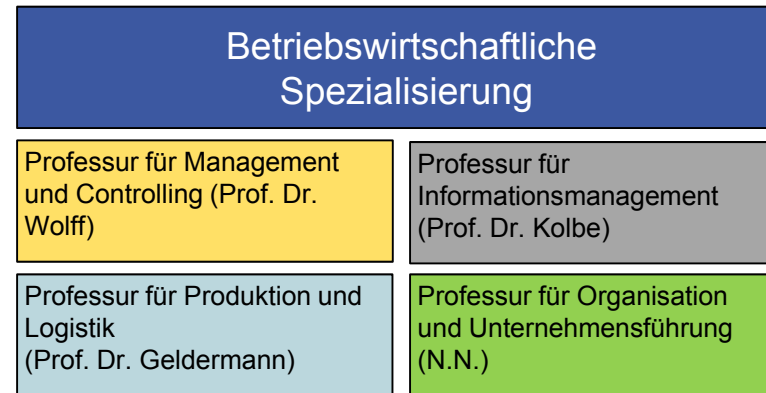 Betriebswirtschaftliche
Spezialisierung
Professur für Management
und Controlling (Prof. Dr.
Wolff)
Professur für
Informationsmanagement
(Prof. Dr. Kolbe)
Professur für Produktion und
Logistik
(Prof. Dr. Geldermann)
Professur für Organisation
und Unternehmensführung
(N.N.)